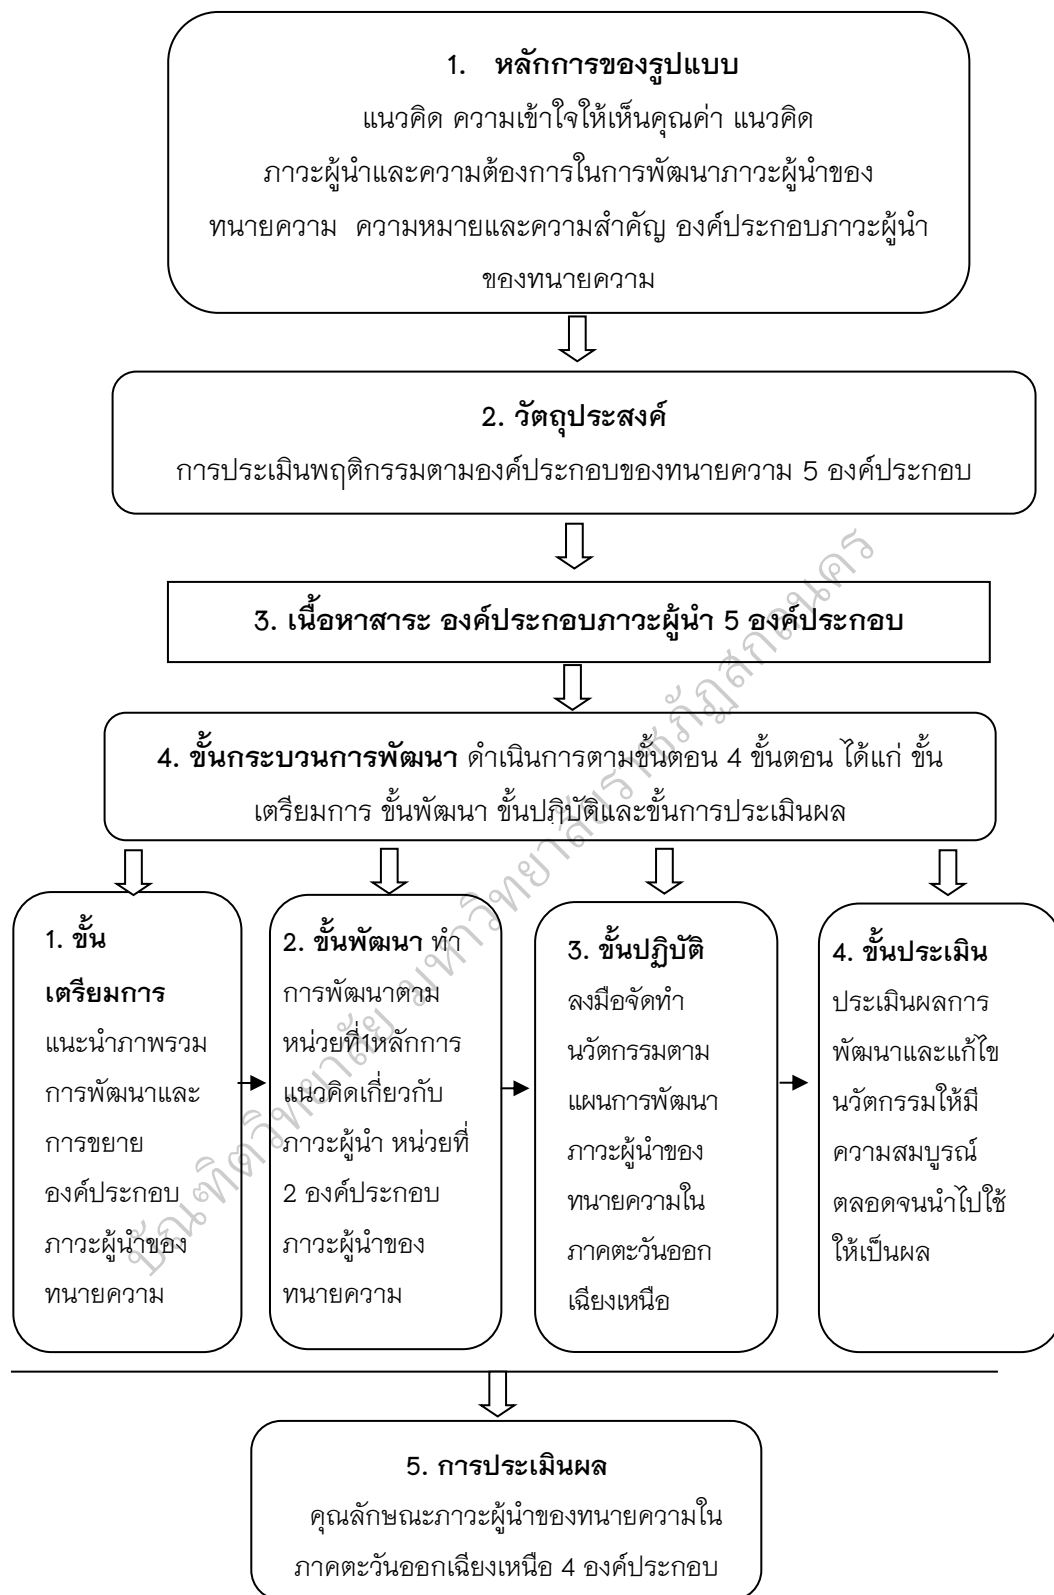 1. หลักการของรูปแบบ
แนวคิด ความเข้าใจให้เห็นคุณค่า แนวคิด
ภาวะผู้นำและความต้องการในการพัฒนาภาวะผู้นำของ
ทนายความ ความหมายและความสำคัญ องค์ประกอบภาวะผู้นำ
ของทนายความ
2. วัตถุประสงค์
การประเมินพฤติกรรมตามองค์ประกอบของทนายความ 5 องค์ประกอบ
3. เนื้อหาสาระ องค์ประกอบภาวะผู้นำ 5 องค์ประกอบ
4. ขั้นกระบวนการพัฒนา ดำเนินการตามขั้นตอน 4 ขั้นตอน ได้แก่ ขั้น
เตรียมการ ขั้นพัฒนา ขั้นปฏิบัติและขั้นการประเมินผล
1. ขั้น
เตรียมการ
แนะนำภาพรวม
การพัฒนาและ
การขยาย
องค์ประกอบ
ภาวะผู้นำของ
ทนายความ
2. ขั้นพัฒนา ทำ
การพัฒนาตาม
หน่วยที่1หลักการ
แนวคิดเกี่ยวกับ
ภาวะผู้นำ หน่วยที่
2 องค์ประกอบ
ภาวะผู้นำของ
ทนายความ
3. ขั้นปฏิบัติ
ลงมือจัดทำ
นวัตกรรมตาม
แผนการพัฒนา
ภาวะผู้นำของ
ทนายความใน
ภาคตะวันออก
เฉียงเหนือ
4. ขั้นประเมิน
ประเมินผลการ
พัฒนาและแก้ไข
นวัตกรรมให้มี
ความสมบูรณ์
ตลอดจนนำไปใช้
ให้เป็นผล
5. การประเมินผล
คุณลักษณะภาวะผู้นำของทนายความใน
ภาคตะวันออกเฉียงเหนือ 4 องค์ประกอบ
บัณฑิตวิทยาลัย มหาวิทยาลัยราชภัฏสกลนคร